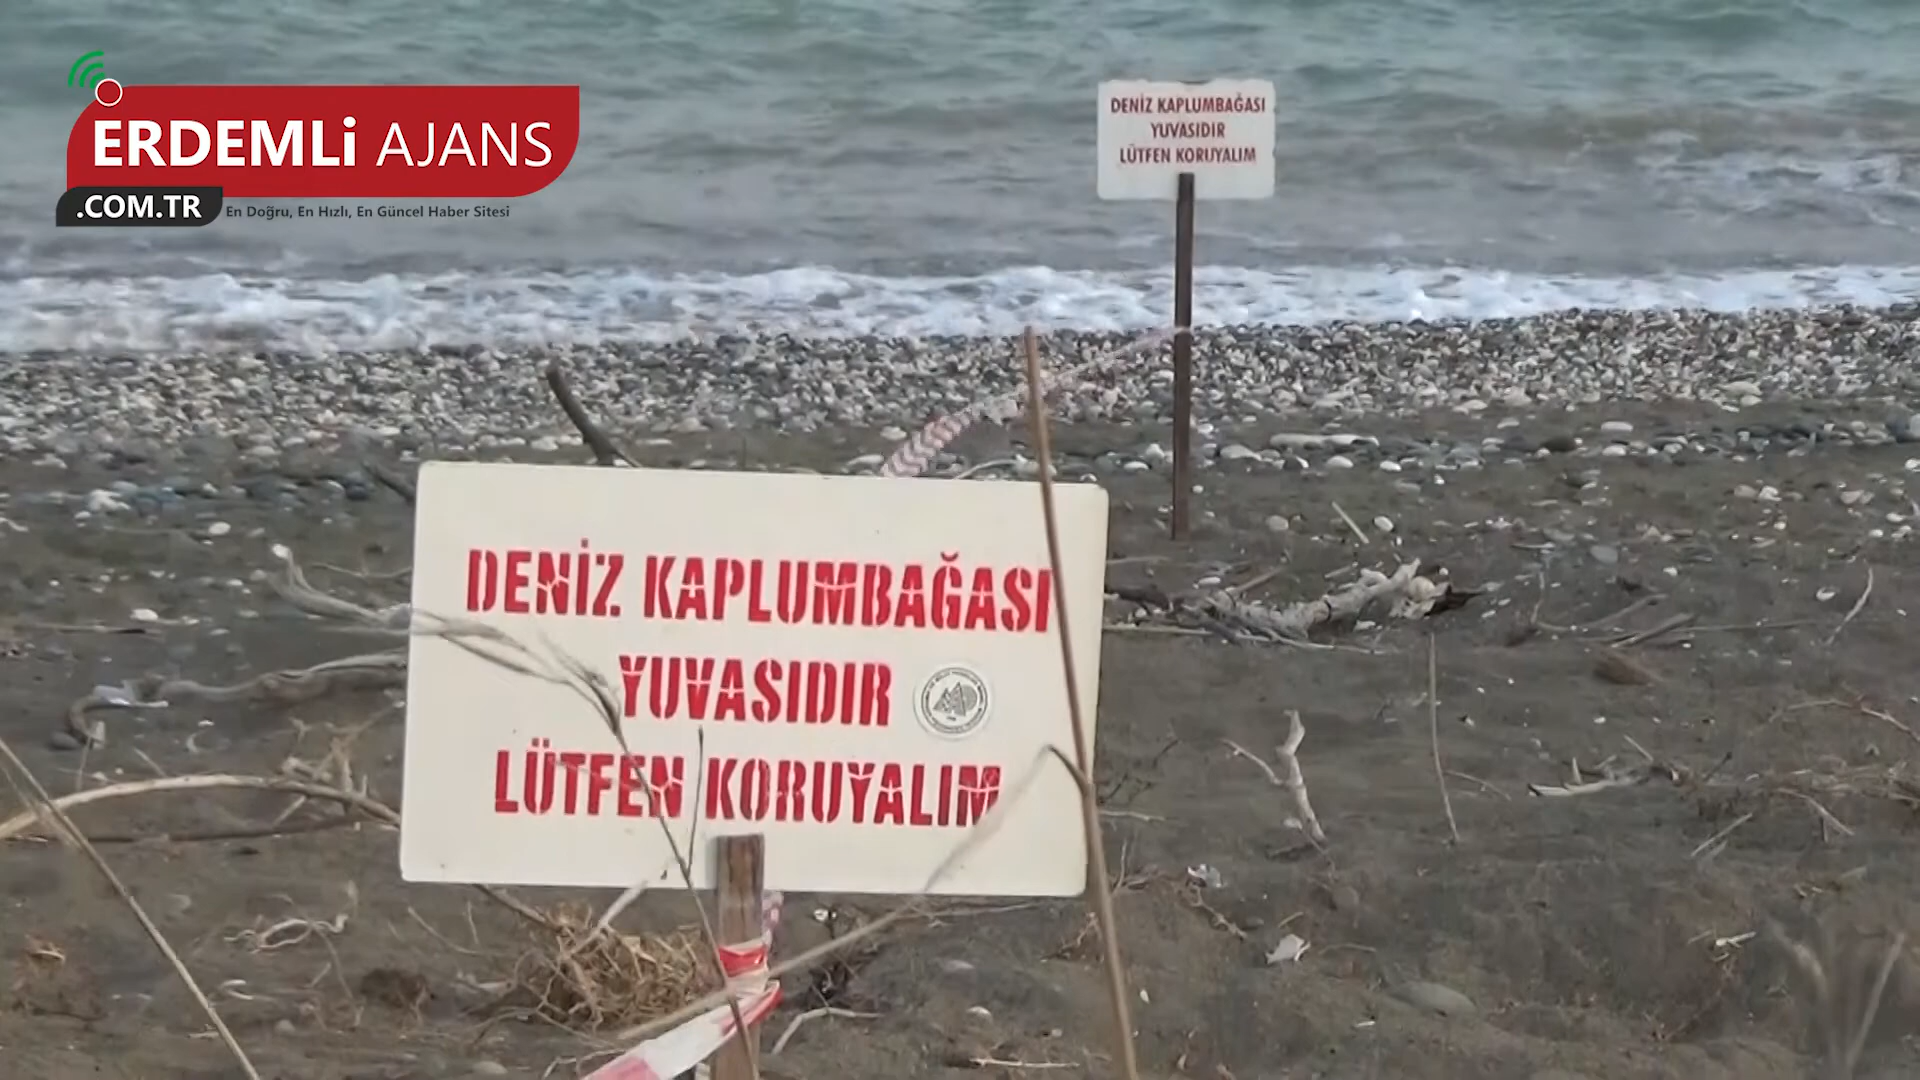 ERDEMLİ AJANS
.COM.TR
En Doğru, En Hızlı, En Güncel Haber Sitesi
DENİZ KAPLUMBAĞASI
YUVASIDIR
LÜTFEN KORUYALIM
DENİZ KAPLUMBAĞASI
YUVASIDIR
LÜTFEN KORUYALIM